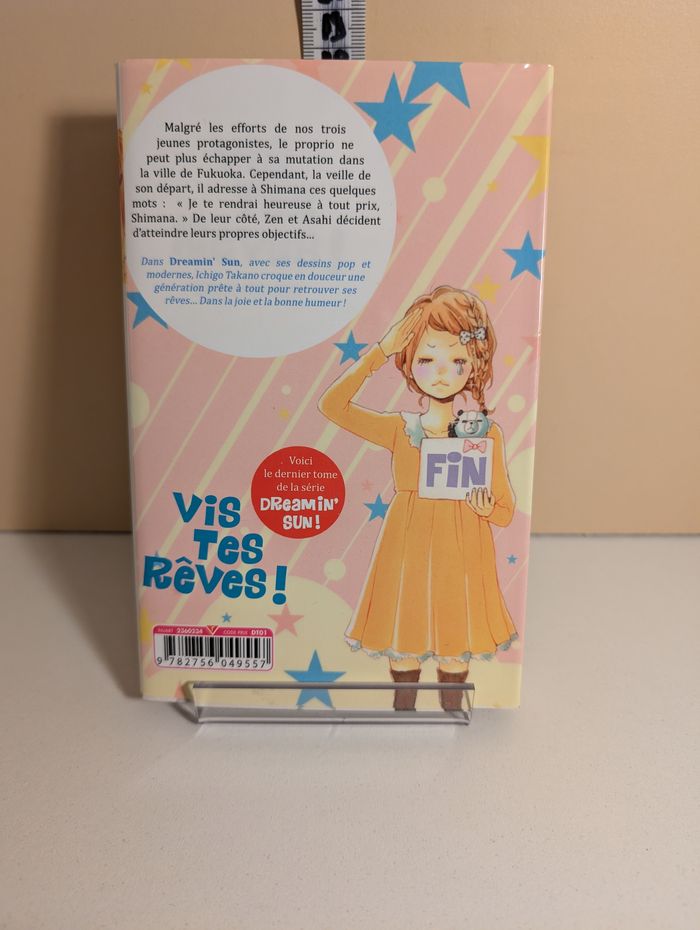 Malgré les efforts de nos trois
jeunes protagonistes, le proprio ne
peut plus échapper à sa mutation dans
la ville de Fukuoka. Cependant, la veille de
son départ, il adresse à Shimana ces quelques
mots : « Je te rendrai heureuse à tout prix,
Shimana. » De leur côté, Zen et Asahi décident
d'atteindre leurs propres objectifs...
Dans Dreamin' Sun, avec ses dessins pop et
modernes, Ichigo Takano croque en douceur une
génération prête à tout pour retrouver ses
rêves... Dans la joie et la bonne humeur !
FiN
Voici
le dernier tome
de la série
DREAMIN'
SUN !
Vis
Tes
Rêves !
2560234
CODE PRIX DT01
9 782756 049557